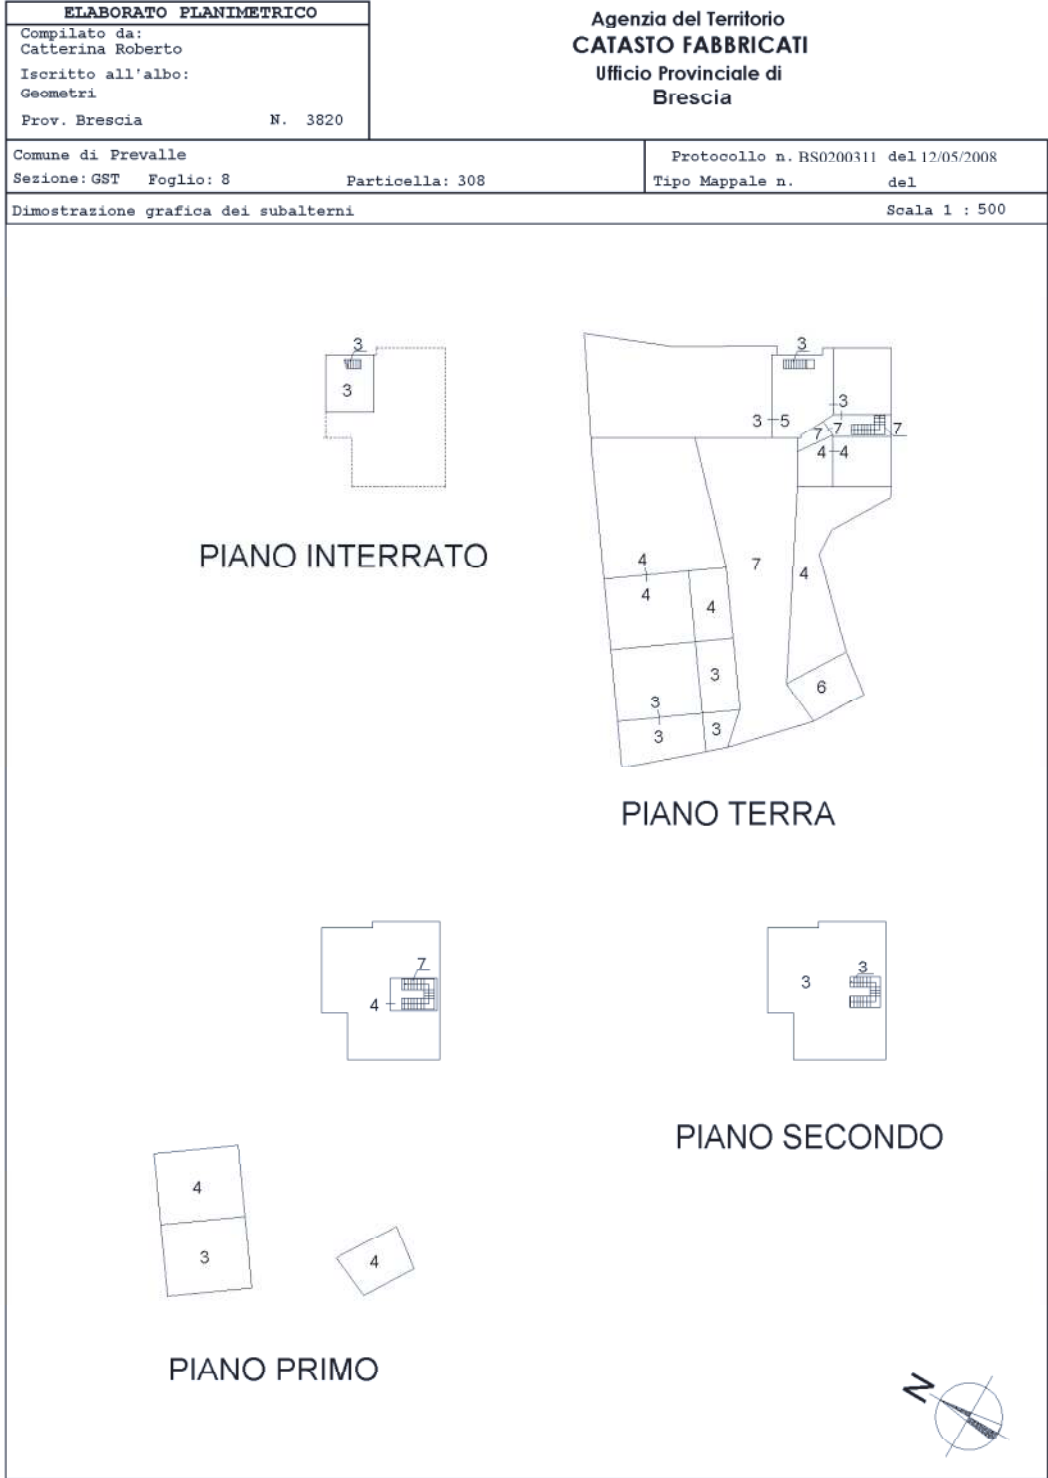 ELABORATO PLANIMETRICO
Compilato da:
Catterina Roberto
Iscritto all'albo:
Geometri
Prov. Brescia N. 3820
Agenzia del Territorio
CATASTO FABBRICATI
Ufficio Provinciale di
Brescia
Comune di Prevalle
Sezione: GST Foglio: 8 Particella: 308
Protocollo n. BS0200311 del 12/05/2008
Tipo Mappale n. del
Dimostrazione grafica dei subalterni Scala 1 : 500
3
3
PIANO INTERRATO
3
3
3 5
7 7 7
4 4
4
4
4
7
4
3
6
3
3
3
PIANO TERRA
7
4
3
3
PIANO SECONDO
4
3
4
PIANO PRIMO
N